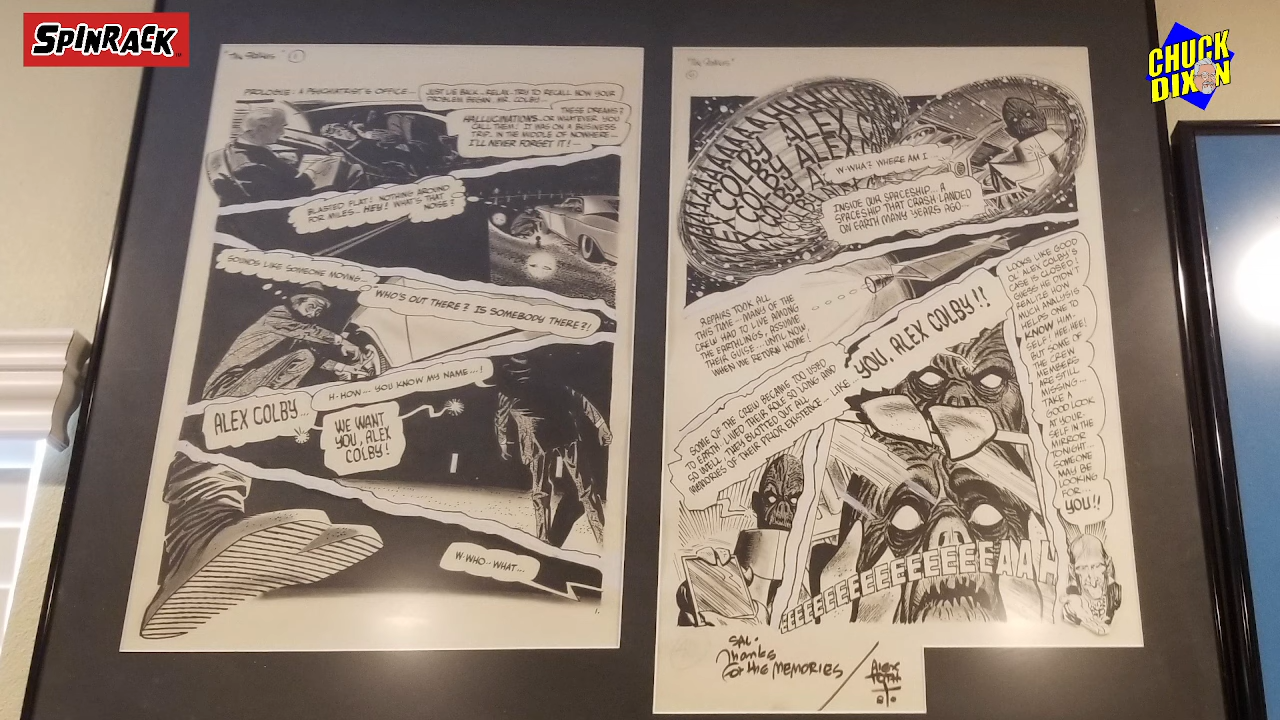 SPINRACK
CHUCK
DIXON
PROLOGUE: A PSYCHIATRIST'S OFFICE...
JUST LIE BACK...RELAX. TRY TO RECALL HOW YOUR
PROBLEM BEGAN, MR. COLBY...
THESE DREAMS?
HALLUCINATIONS...OR WHATEVER YOU
CALL THEM! IT WAS ON A BUSINESS
TRIP, IN THE MIDDLE OF NOWHERE...
I'LL NEVER FORGET IT!...
BLASTED FLAT! NOTHING AROUND
FOR MILES... HEY! WHAT'S THAT
NOISE?
SOUNDS LIKE SOMEONE MOVING...
WHO'S OUT THERE? IS SOMEBODY THERE?!
H-HOW... YOU KNOW MY NAME...!
ALEX COLBY...
WE WANT
YOU, ALEX
COLBY!
W-WHO-- WHAT...
1.
AAAAAAAAAHH
COLBY ALEX
W-WHA? WHERE AM I
INSIDE OUR SPACESHIP... A
SPACESHIP THAT CRASH LANDED
ON EARTH MANY YEARS AGO...
REPAIRS TOOK ALL
THIS TIME -- MANY OF THE
CREW HAD TO LIVE AMONG
THE EARTHLINGS, ASSUME
THEIR GUISE... UNTIL NOW,
WHEN WE RETURN HOME!
SOME OF THE CREW BECAME TOO USED
TO EARTH... LIVED THEIR ROLE SO LONG AND
SO WELL, THEY BLOTTED OUT ALL
MEMORIES OF THEIR PRIOR EXISTENCE... LIKE...
YOU, ALEX COLBY!!
LOOKS LIKE GOOD
OL' ALEX COLBY'S
CASE IS CLOSED!
GUESS HE DIDN'T
REALIZE HOW
MUCH ANALYSIS
HELPS ONE TO
KNOW HIM-
SELF! HEE, HEE!
BUT SOME OF
THE CREW
MEMBERS
ARE STILL
MISSING...
TAKE A
GOOD LOOK
AT YOUR-
SELF IN THE
MIRROR
TONIGHT...
SOMEONE
MAY BE
LOOKING
FOR
YOU!!
EEEEEEEEEEEEEEEAAH
SAL.
Thanks
for the MEMORIES /
ALEX
TOTH